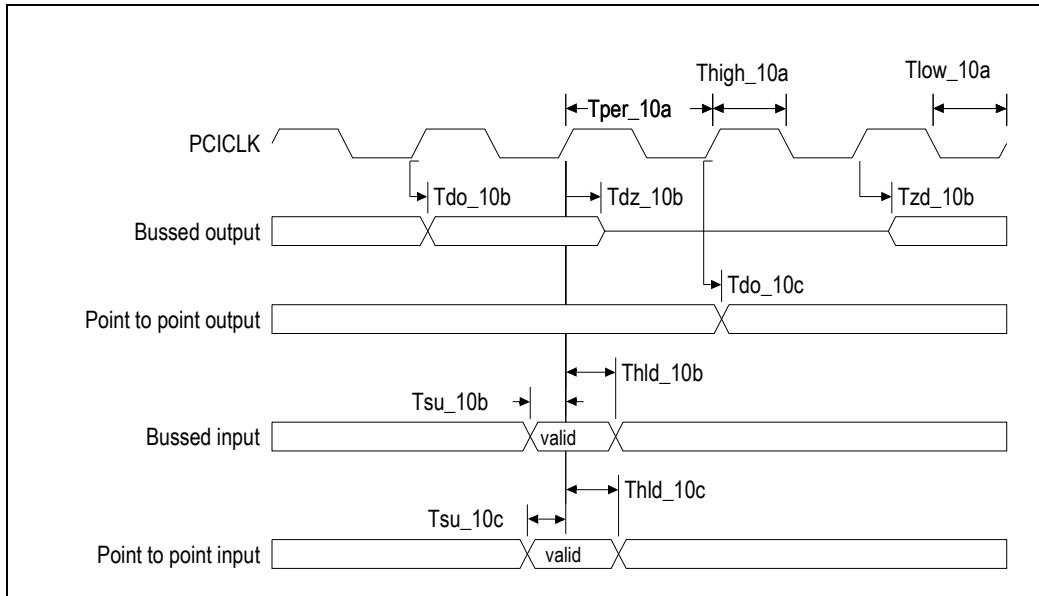 Thigh_10a
Tlow_10a
Tper_10a
PCICLK
Tdo_10b
Tdz_10b
Tzd_10b
Bussed output
Tdo_10c
Point to point output
Thld_10b
Tsu_10b
Bussed input
valid
Thld_10c
Tsu_10c
Point to point input
valid